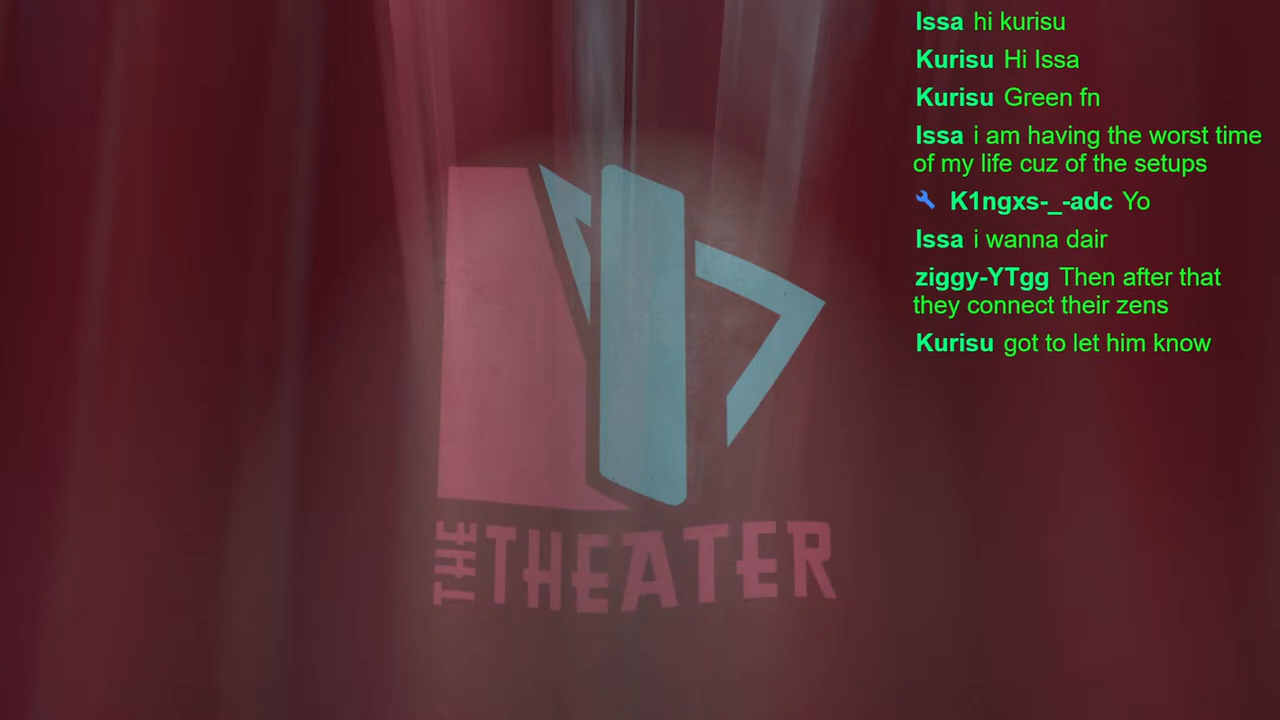 Issa hi kurisu
Kurisu Hi Issa
Kurisu Green fn
Issa i am having the worst time
of my life cuz of the setups
K1ngxs-_-adc Yo
Issa i wanna dair
ziggy-YTgg Then after that
they connect their zens
Kurisu got to let him know
THE THEATER